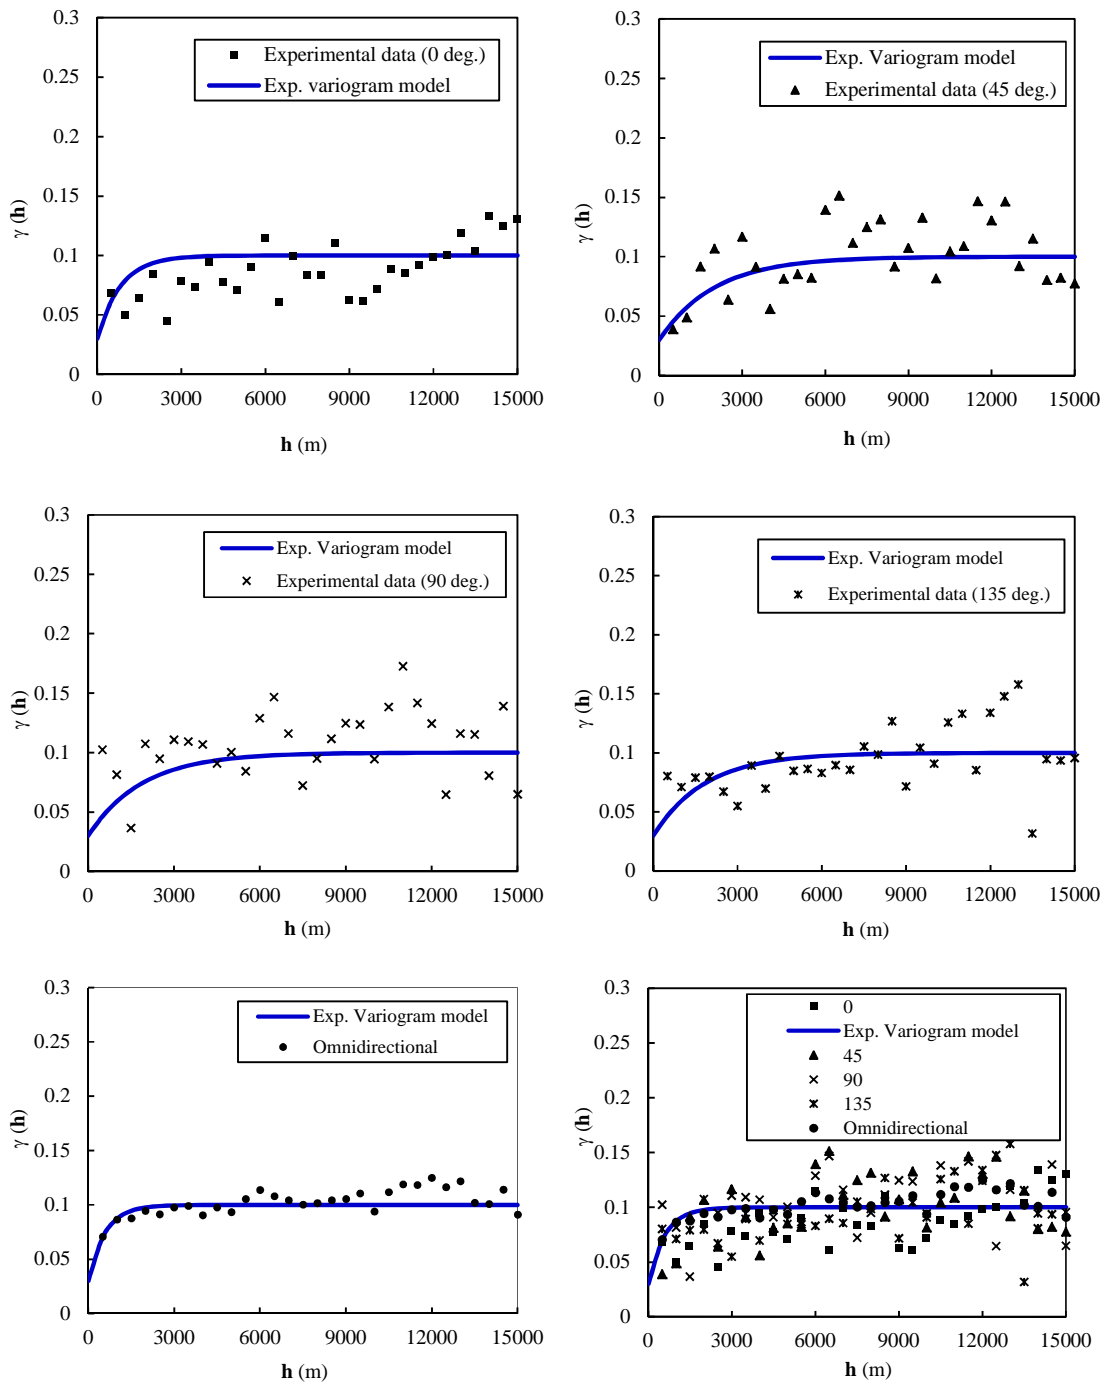 0.3
0.25
0.2
0.15
0.1
0.05
0
γ (h)
Experimental data (0 deg.)
Exp. variogram model
0 3000 6000 9000 12000 15000
h (m)
0.3
0.25
0.2
0.15
0.1
0.05
0
γ (h)
Exp. Variogram model
Experimental data (45 deg.)
0 3000 6000 9000 12000 15000
h (m)
0.3
0.25
0.2
0.15
0.1
0.05
0
γ (h)
Exp. Variogram model
Experimental data (90 deg.)
0 3000 6000 9000 12000 15000
h (m)
0.3
0.25
0.2
0.15
0.1
0.05
0
γ (h)
Exp. Variogram model
Experimental data (135 deg.)
0 3000 6000 9000 12000 15000
h (m)
0.3
0.25
0.2
0.15
0.1
0.05
0
γ (h)
Exp. Variogram model
Omnidirectional
0 3000 6000 9000 12000 15000
h (m)
0.3
0.25
0.2
0.15
0.1
0.05
0
γ (h)
0
Exp. Variogram model
45
90
135
Omnidirectional
0 3000 6000 9000 12000 15000
h (m)